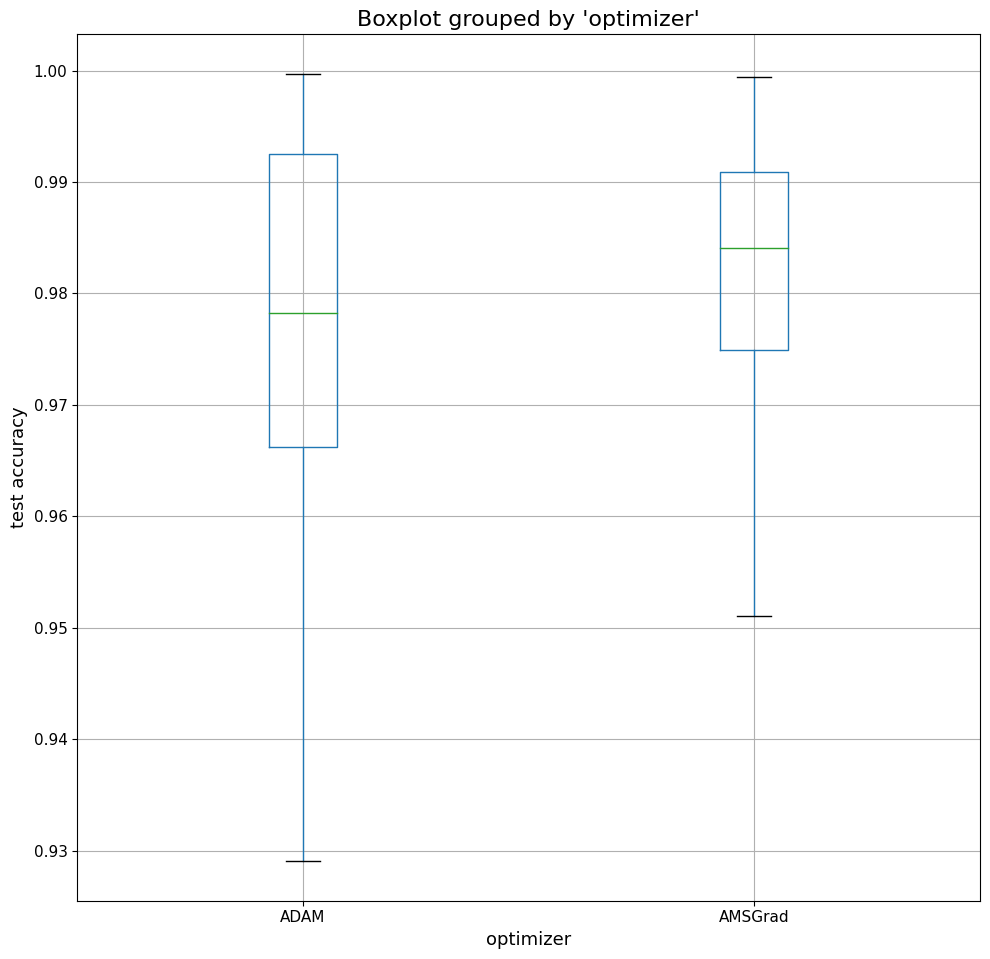 Boxplot grouped by 'optimizer'
1.00
0.99
0.98
0.97
0.96
0.95
0.94
0.93
test accuracy
ADAM
AMSGrad
optimizer